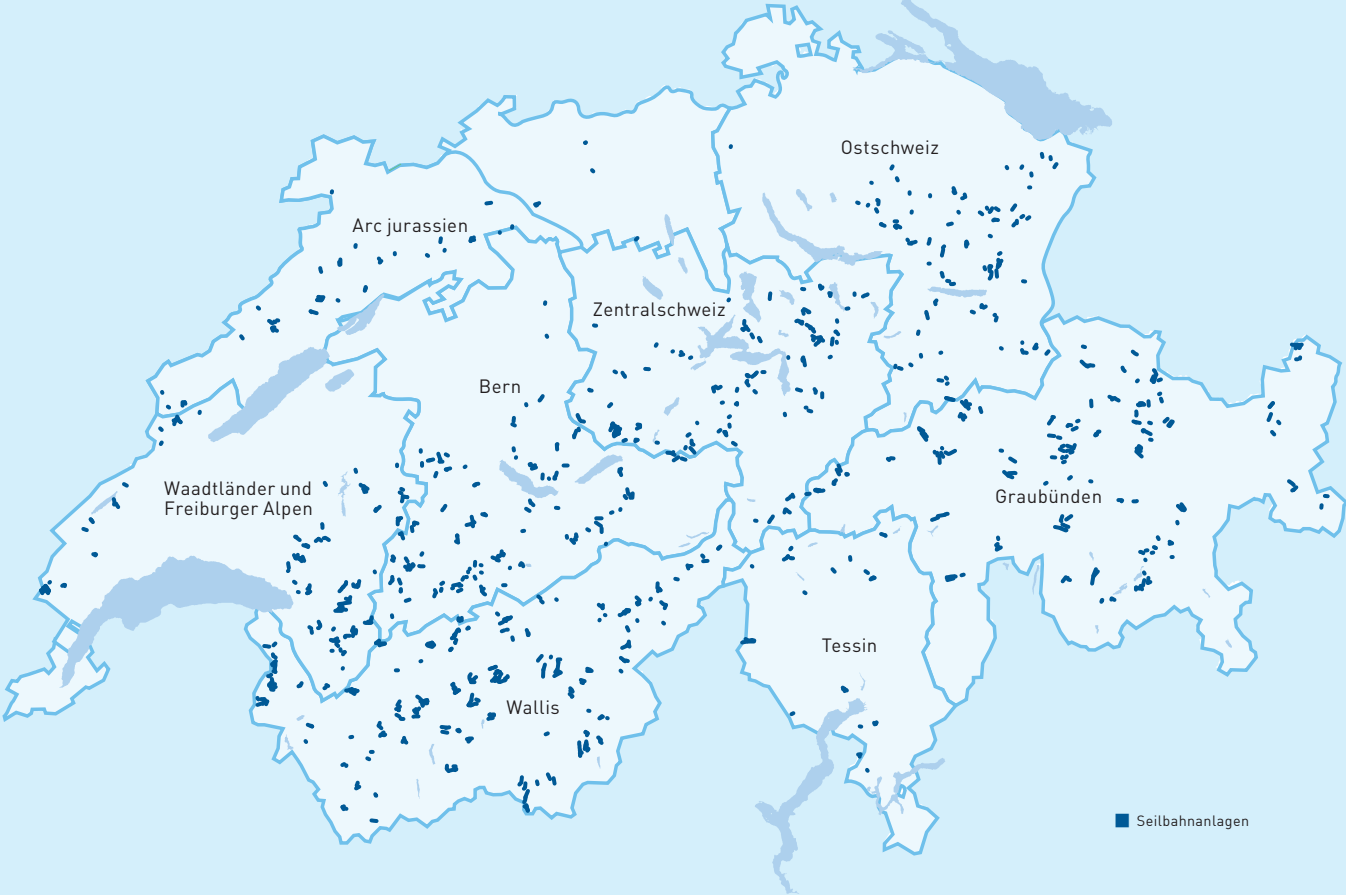 Ostschweiz
Arc jurassien
Zentralschweiz
Bern
Waadtländer und
Freiburger Alpen
Graubünden
Tessin
Wallis
Seilbahnanlagen